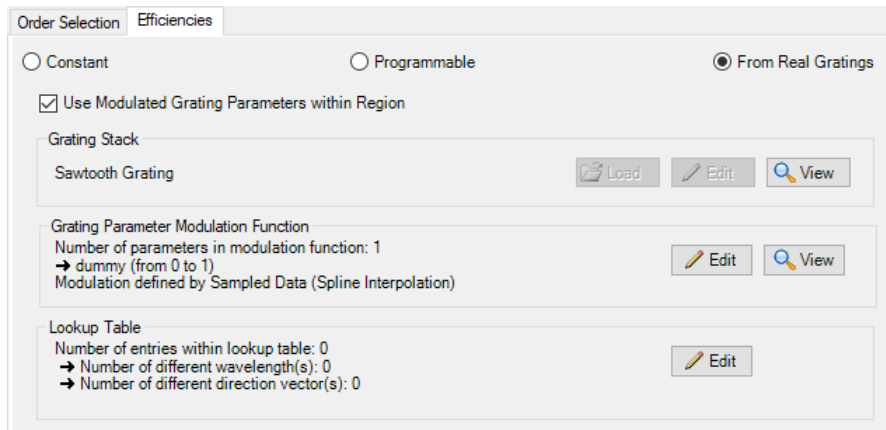 Order Selection Efficiencies
Constant Programmable From Real Gratings
Use Modulated Grating Parameters within Region
Grating Stack
Sawtooth Grating Load Edit View
Grating Parameter Modulation Function
Number of parameters in modulation function: 1
➔ dummy (from 0 to 1)
Modulation defined by Sampled Data (Spline Interpolation)
Edit View
Lookup Table
Number of entries within lookup table: 0
➔ Number of different wavelength(s): 0
➔ Number of different direction vector(s): 0
Edit